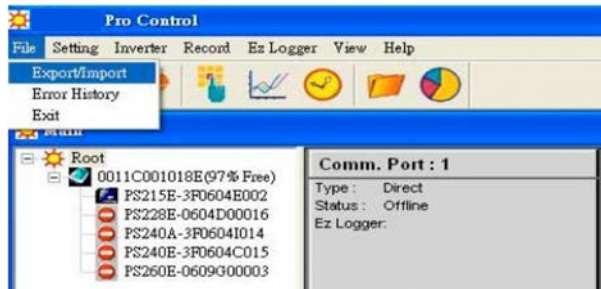 Pro Control
File Setting Inverter Record Ez Logger View Help
Export/Import
Error History
Exit
Main
Root
0011C001018E(97% Free)
PS215E-3F0604E002
PS228E-0604D00016
PS240A-3F0604I014
PS240E-3F0604C015
PS260E-0609G00003
Comm. Port : 1
Type : Direct
Status : Offline
Ez Logger: